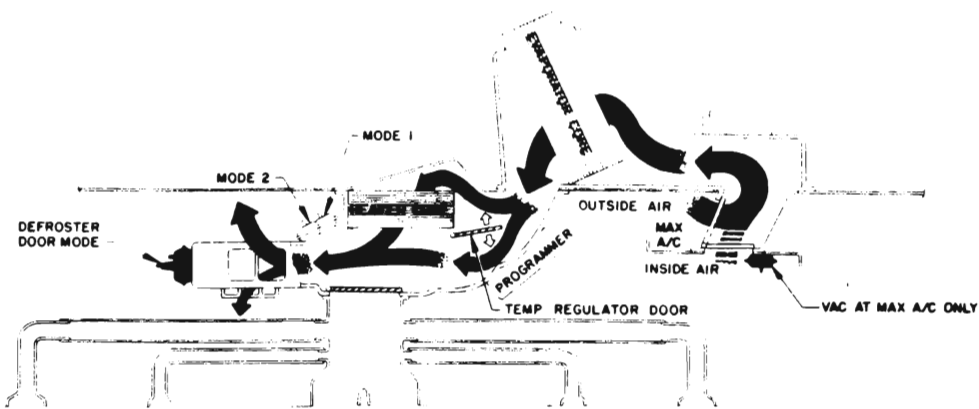 EVAPORATOR CORE
MODE 1
MODE 2
HEATER
OUTSIDE AIR
DEFROSTER
DOOR MODE
MAX
A/C
PROGRAMMER
INSIDE AIR
TEMP REGULATOR DOOR
VAC AT MAX A/C ONLY